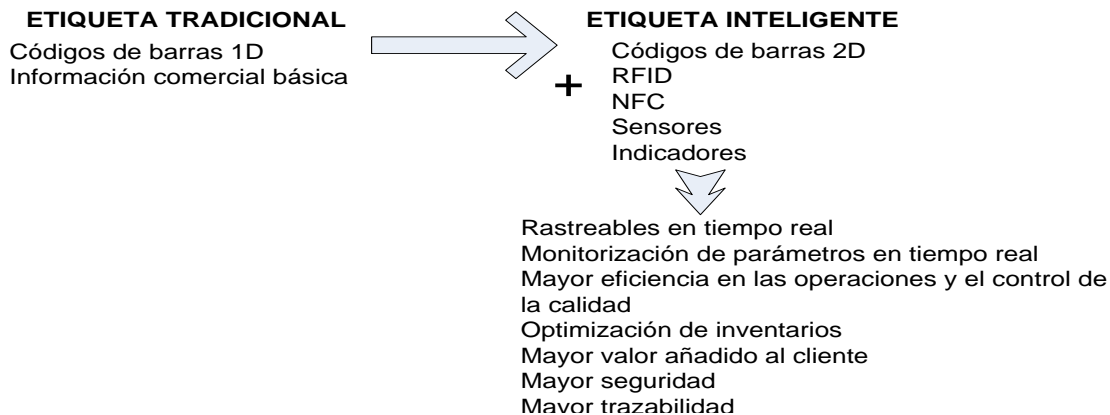 ETIQUETA TRADICIONAL
Códigos de barras 1D
Información comercial básica
ETIQUETA INTELIGENTE
+
Códigos de barras 2D
RFID
NFC
Sensores
Indicadores
Rastreables en tiempo real
Monitorización de parámetros en tiempo real
Mayor eficiencia en las operaciones y el control de
la calidad
Optimización de inventarios
Mayor valor añadido al cliente
Mayor seguridad
Mayor trazabilidad